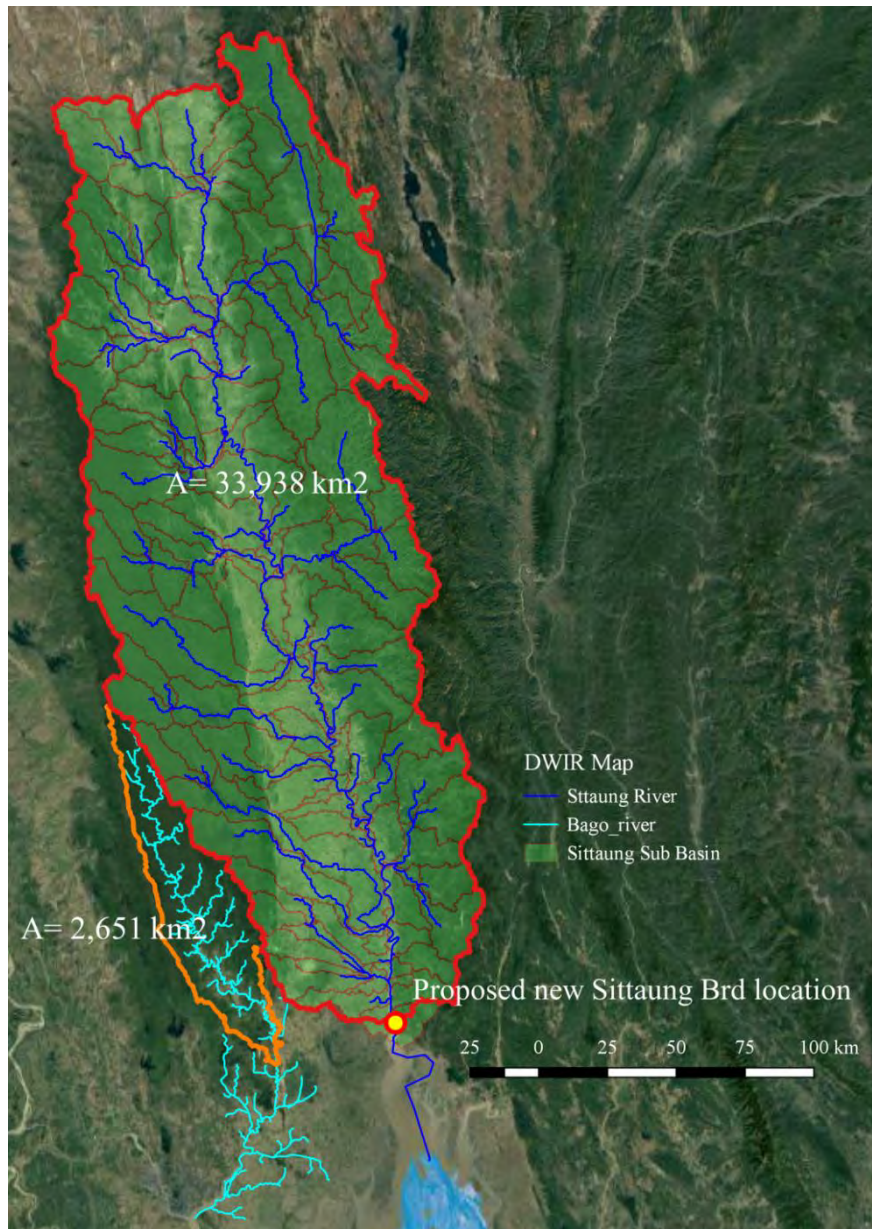 A= 33,938 km2
DWIR Map
Sttaung River
Bago_river
Sittaung Sub Basin
A= 2,651 km2
Proposed new Sittaung Brd location
25 0 25 50 75 100 km